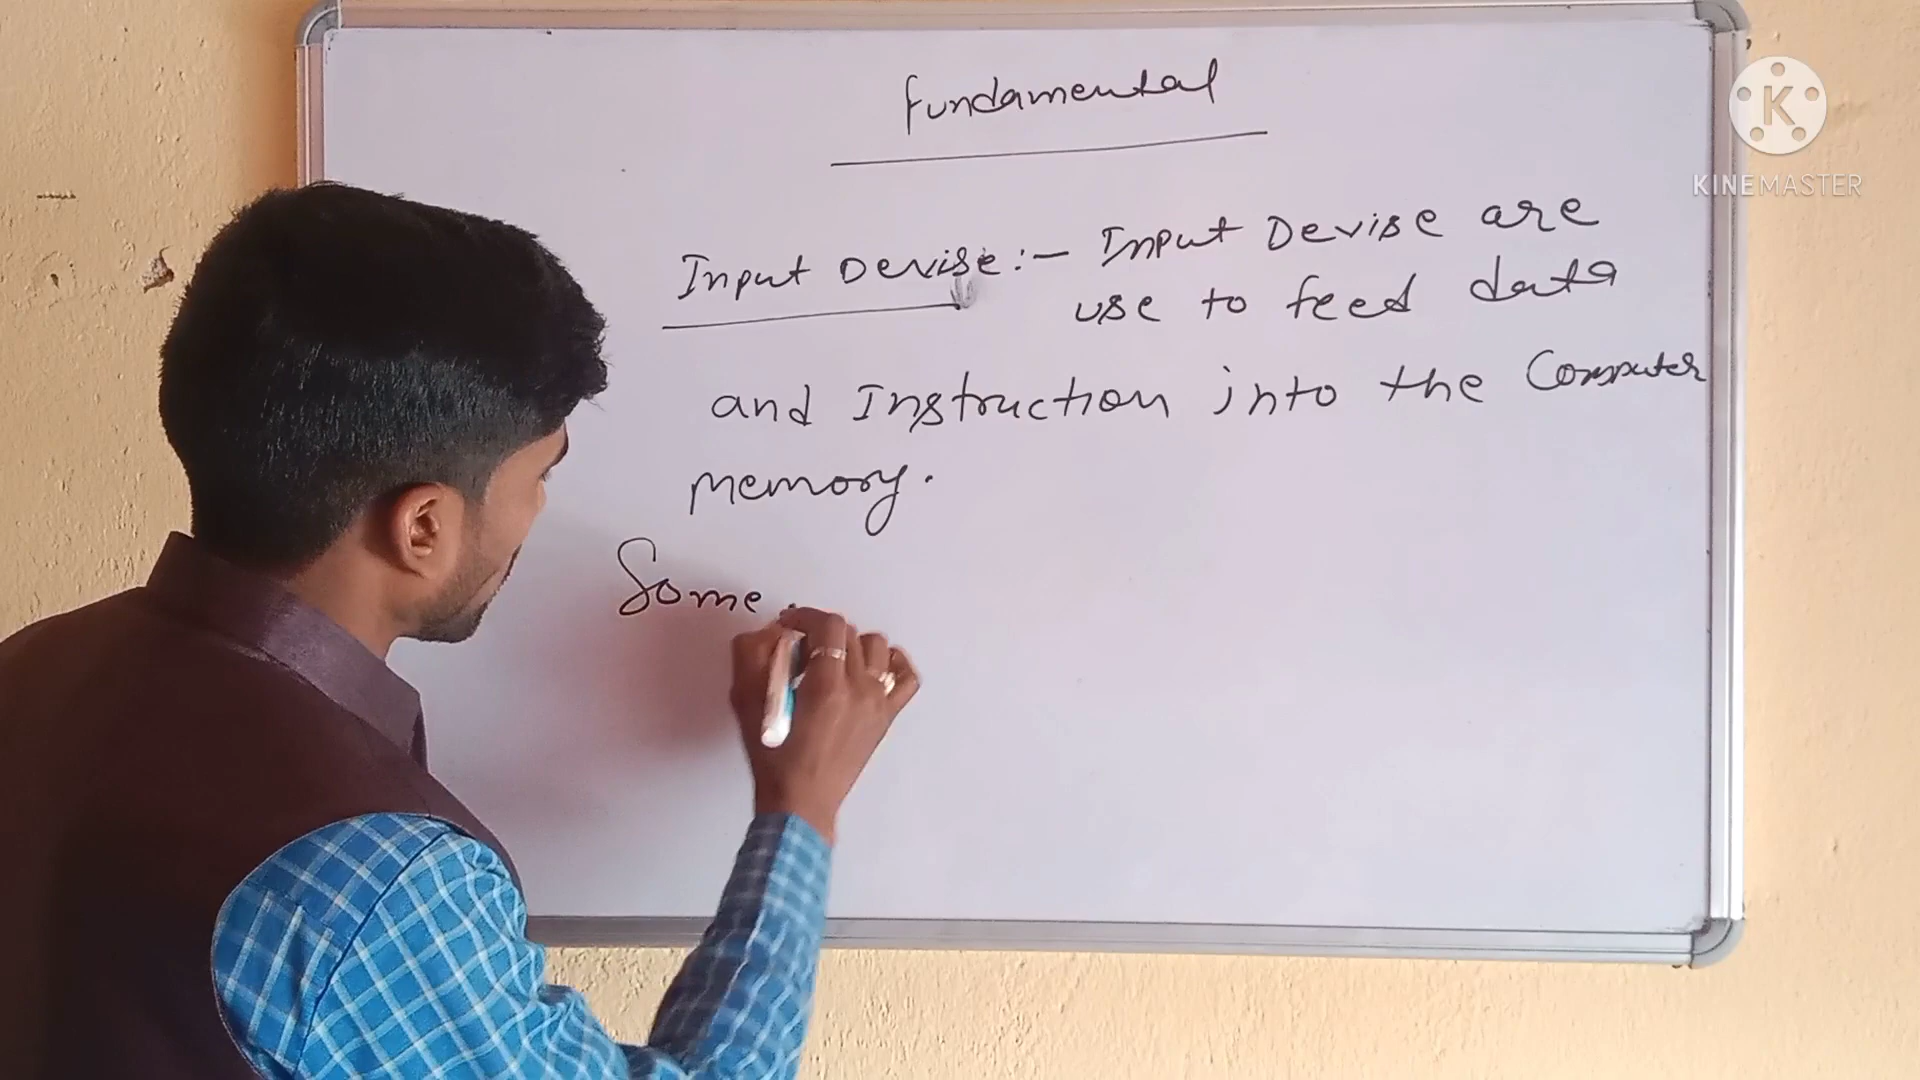 Fundamental
Input Devise:- Input Devise are
use to feed data
and Instruction into the Computer
memory.
Some
KINEMASTER